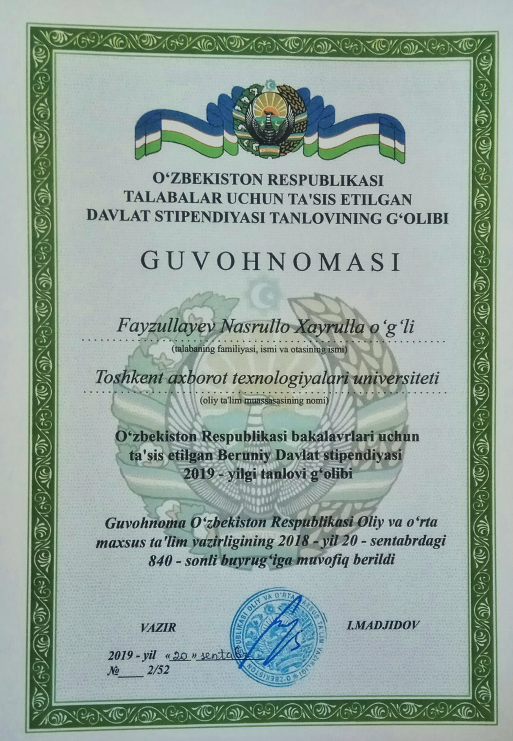 O‘ZBEKISTON RESPUBLIKASI
TALABALAR UCHUN TA'SIS ETILGAN
DAVLAT STIPENDIYASI TANLOVINING G‘OLIBI
GUVOHNOMASI
Fayzullayev Nasrullo Xayrulla o‘g‘li
(talabaning familiyasi, ismi va otasining ismi)
Toshkent axborot texnologiyalari universiteti
(oliy ta'lim muassasasining nomi)
O‘zbekiston Respublikasi bakalavrlari uchun
ta'sis etilgan Beruniy Davlat stipendiyasi
2019 - yilgi tanlovi g‘olibi
Guvohnoma O‘zbekiston Respublikasi Oliy va o‘rta
maxsus ta'lim vazirligining 2018 - yil 20 - sentabrdagi
840 - sonli buyrug‘iga muvofiq berildi
VAZIR I.MADJIDOV
2019 - yil «20»
№ 2/52